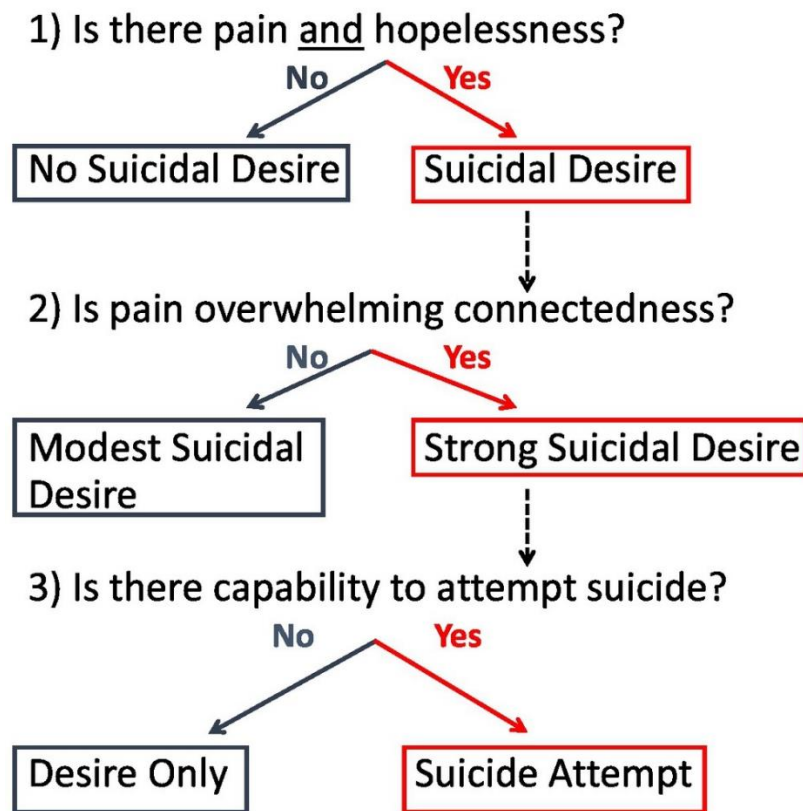 1) Is there pain and hopelessness?
No Yes
No Suicidal Desire Suicidal Desire
2) Is pain overwhelming connectedness?
No Yes
Modest Suicidal Strong Suicidal Desire
Desire
3) Is there capability to attempt suicide?
No Yes
Desire Only Suicide Attempt